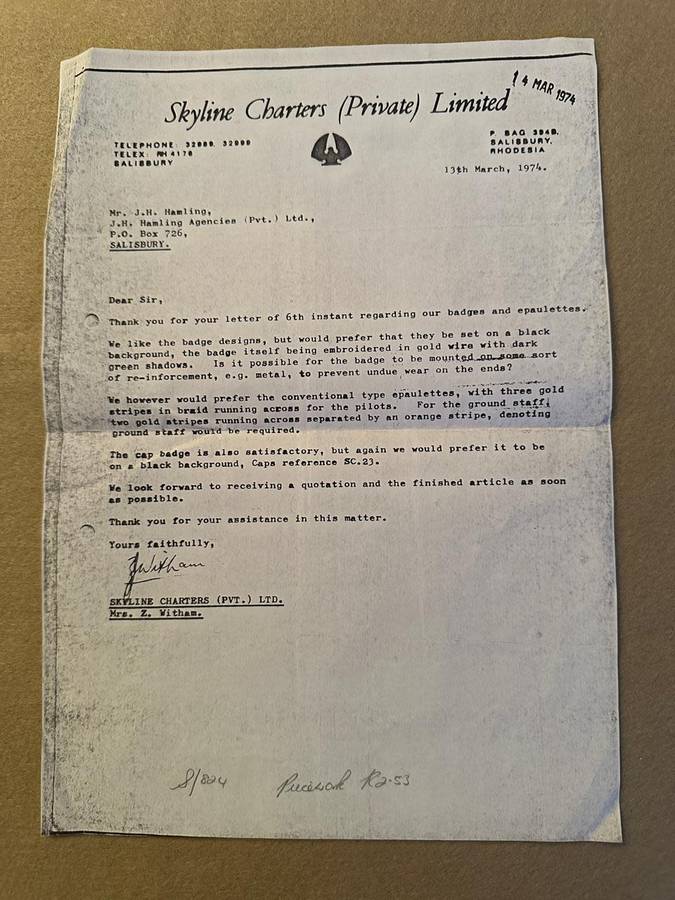 14 MAR 1974
Skyline Charters (Private) Limited
TELEPHONE: 32989, 32999
TELEX: RH 4178
SALISBURY
P. BAG 394B,
SALISBURY,
RHODESIA
13th March, 1974.
Mr. J.H. Hamling,
J.H. Hamling Agencies (Pvt.) Ltd.,
P.O. Box 726,
SALISBURY.
Dear Sir,
Thank you for your letter of 6th instant regarding our badges and epaulettes.
We like the badge designs, but would prefer that they be set on a black
background, the badge itself being embroidered in gold wire with dark
green shadows. Is it possible for the badge to be mounted on some sort
of re-inforcement, e.g. metal, to prevent undue wear on the ends?
We however would prefer the conventional type epaulettes, with three gold
stripes in braid running across for the pilots. For the ground staff,
two gold stripes running across separated by an orange stripe, denoting
ground staff would be required.
The cap badge is also satisfactory, but again we would prefer it to be
on a black background, Caps reference SC.23.
We look forward to receiving a quotation and the finished article as soon
as possible.
Thank you for your assistance in this matter.
Yours faithfully,
ZWitham
SKYLINE CHARTERS (PVT.) LTD.
Mrs. Z. Witham.
S/824 Piecework R2.53